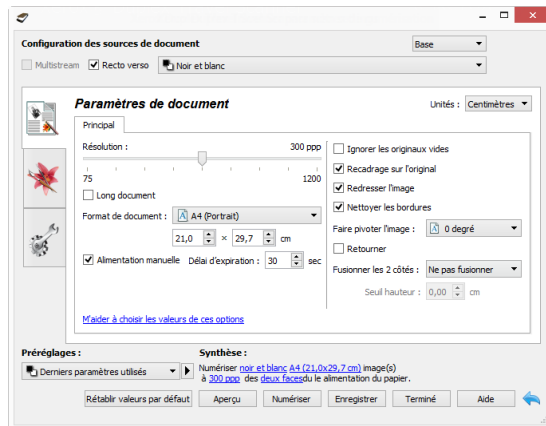 Configuration des sources de document
Base
Multistream
Recto verso
Noir et blanc
Paramètres de document
Unités : Centimètres
Principal
Résolution : 300 ppp
75 1200
Long document
Format de document : A4 (Portrait)
21,0 × 29,7 cm
Alimentation manuelle Délai d'expiration : 30 sec
M'aider à choisir les valeurs de ces options
Ignorer les originaux vides
Recadrage sur l'original
Redresser l'image
Nettoyer les bordures
Faire pivoter l'image : 0 degré
Retourner
Fusionner les 2 côtés : Ne pas fusionner
Seuil hauteur : 0,00 cm
Préréglages :
Derniers paramètres utilisés
Synthèse :
Numériser noir et blanc A4 (21,0x29,7 cm) image(s)
à 300 ppp des deux facesdu le alimentation du papier.
Rétablir valeurs par défaut Aperçu Numériser Enregistrer Terminé Aide